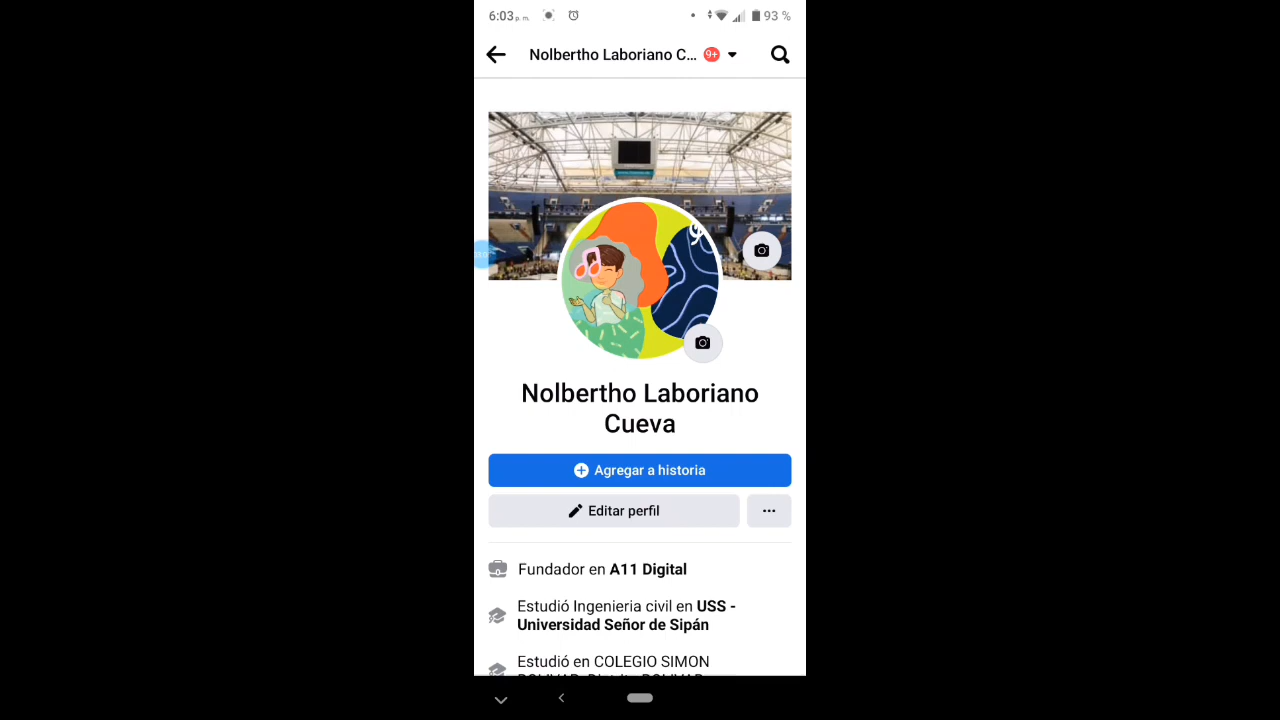 6:03 p. m. 93 %
Nolbertho Laboriano C... 9+
Nolbertho Laboriano
Cueva
Agregar a historia
Editar perfil
Fundador en A11 Digital
Estudió Ingenieria civil en USS -
Universidad Señor de Sipán
Estudió en COLEGIO SIMON